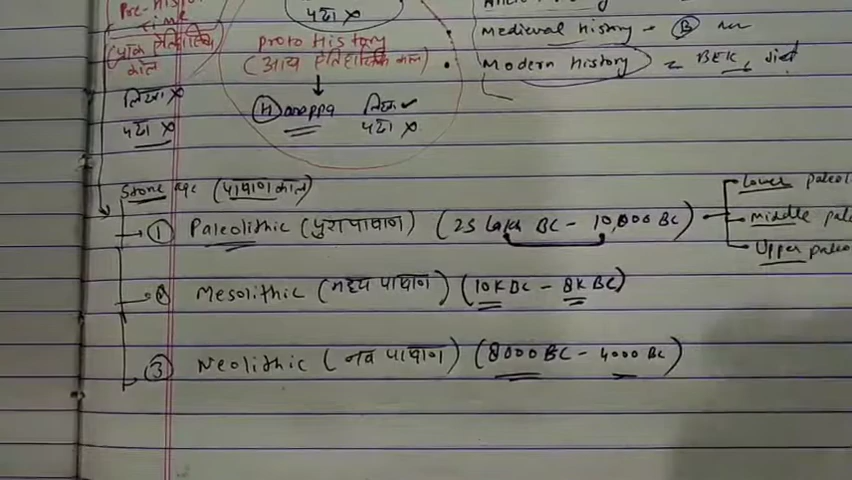 Pre-Histo
time
(प्राक ऐतिहासिक
काल
लिखा ×
पढा ×
पढा ×
Proto History
(आघ ऐतिहासिक काल)
Harappa लिखा ✓
पढा ×
Medieval history -
Modern History
Stone age (पाषाण काल)
① Paleolithic (पुरापाषाण) (25 Lakh BC - 10,000 BC)
Lower paleol
Middle pale
Upper paleo
② Mesolithic (मध्य पाषाण) (10K BC - 8K BC)
③ Neolithic (नव पाषाण) (8000 BC - 4000 BC)